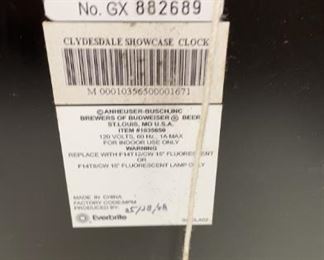 No. GX 882689
CLYDESDALE SHOWCASE CLOCK
M 00010356500001671
©ANHEUSER-BUSCH,INC
BREWERS OF BUDWEISER ® BEER
ST.LOUIS, MO U.S.A.
ITEM #1035650
120 VOLTS, 60 Hz, 1A MAX
FOR INDOOR USE ONLY
WARNING
REPLACE WITH F14T12/CW 15" FLUORESCENT
OR
F14T8/CW 15" FLUORESCENT LAMP ONLY
MADE IN CHINA
FACTORY CODE:MPM
PRODUCED BY:
Everbrite